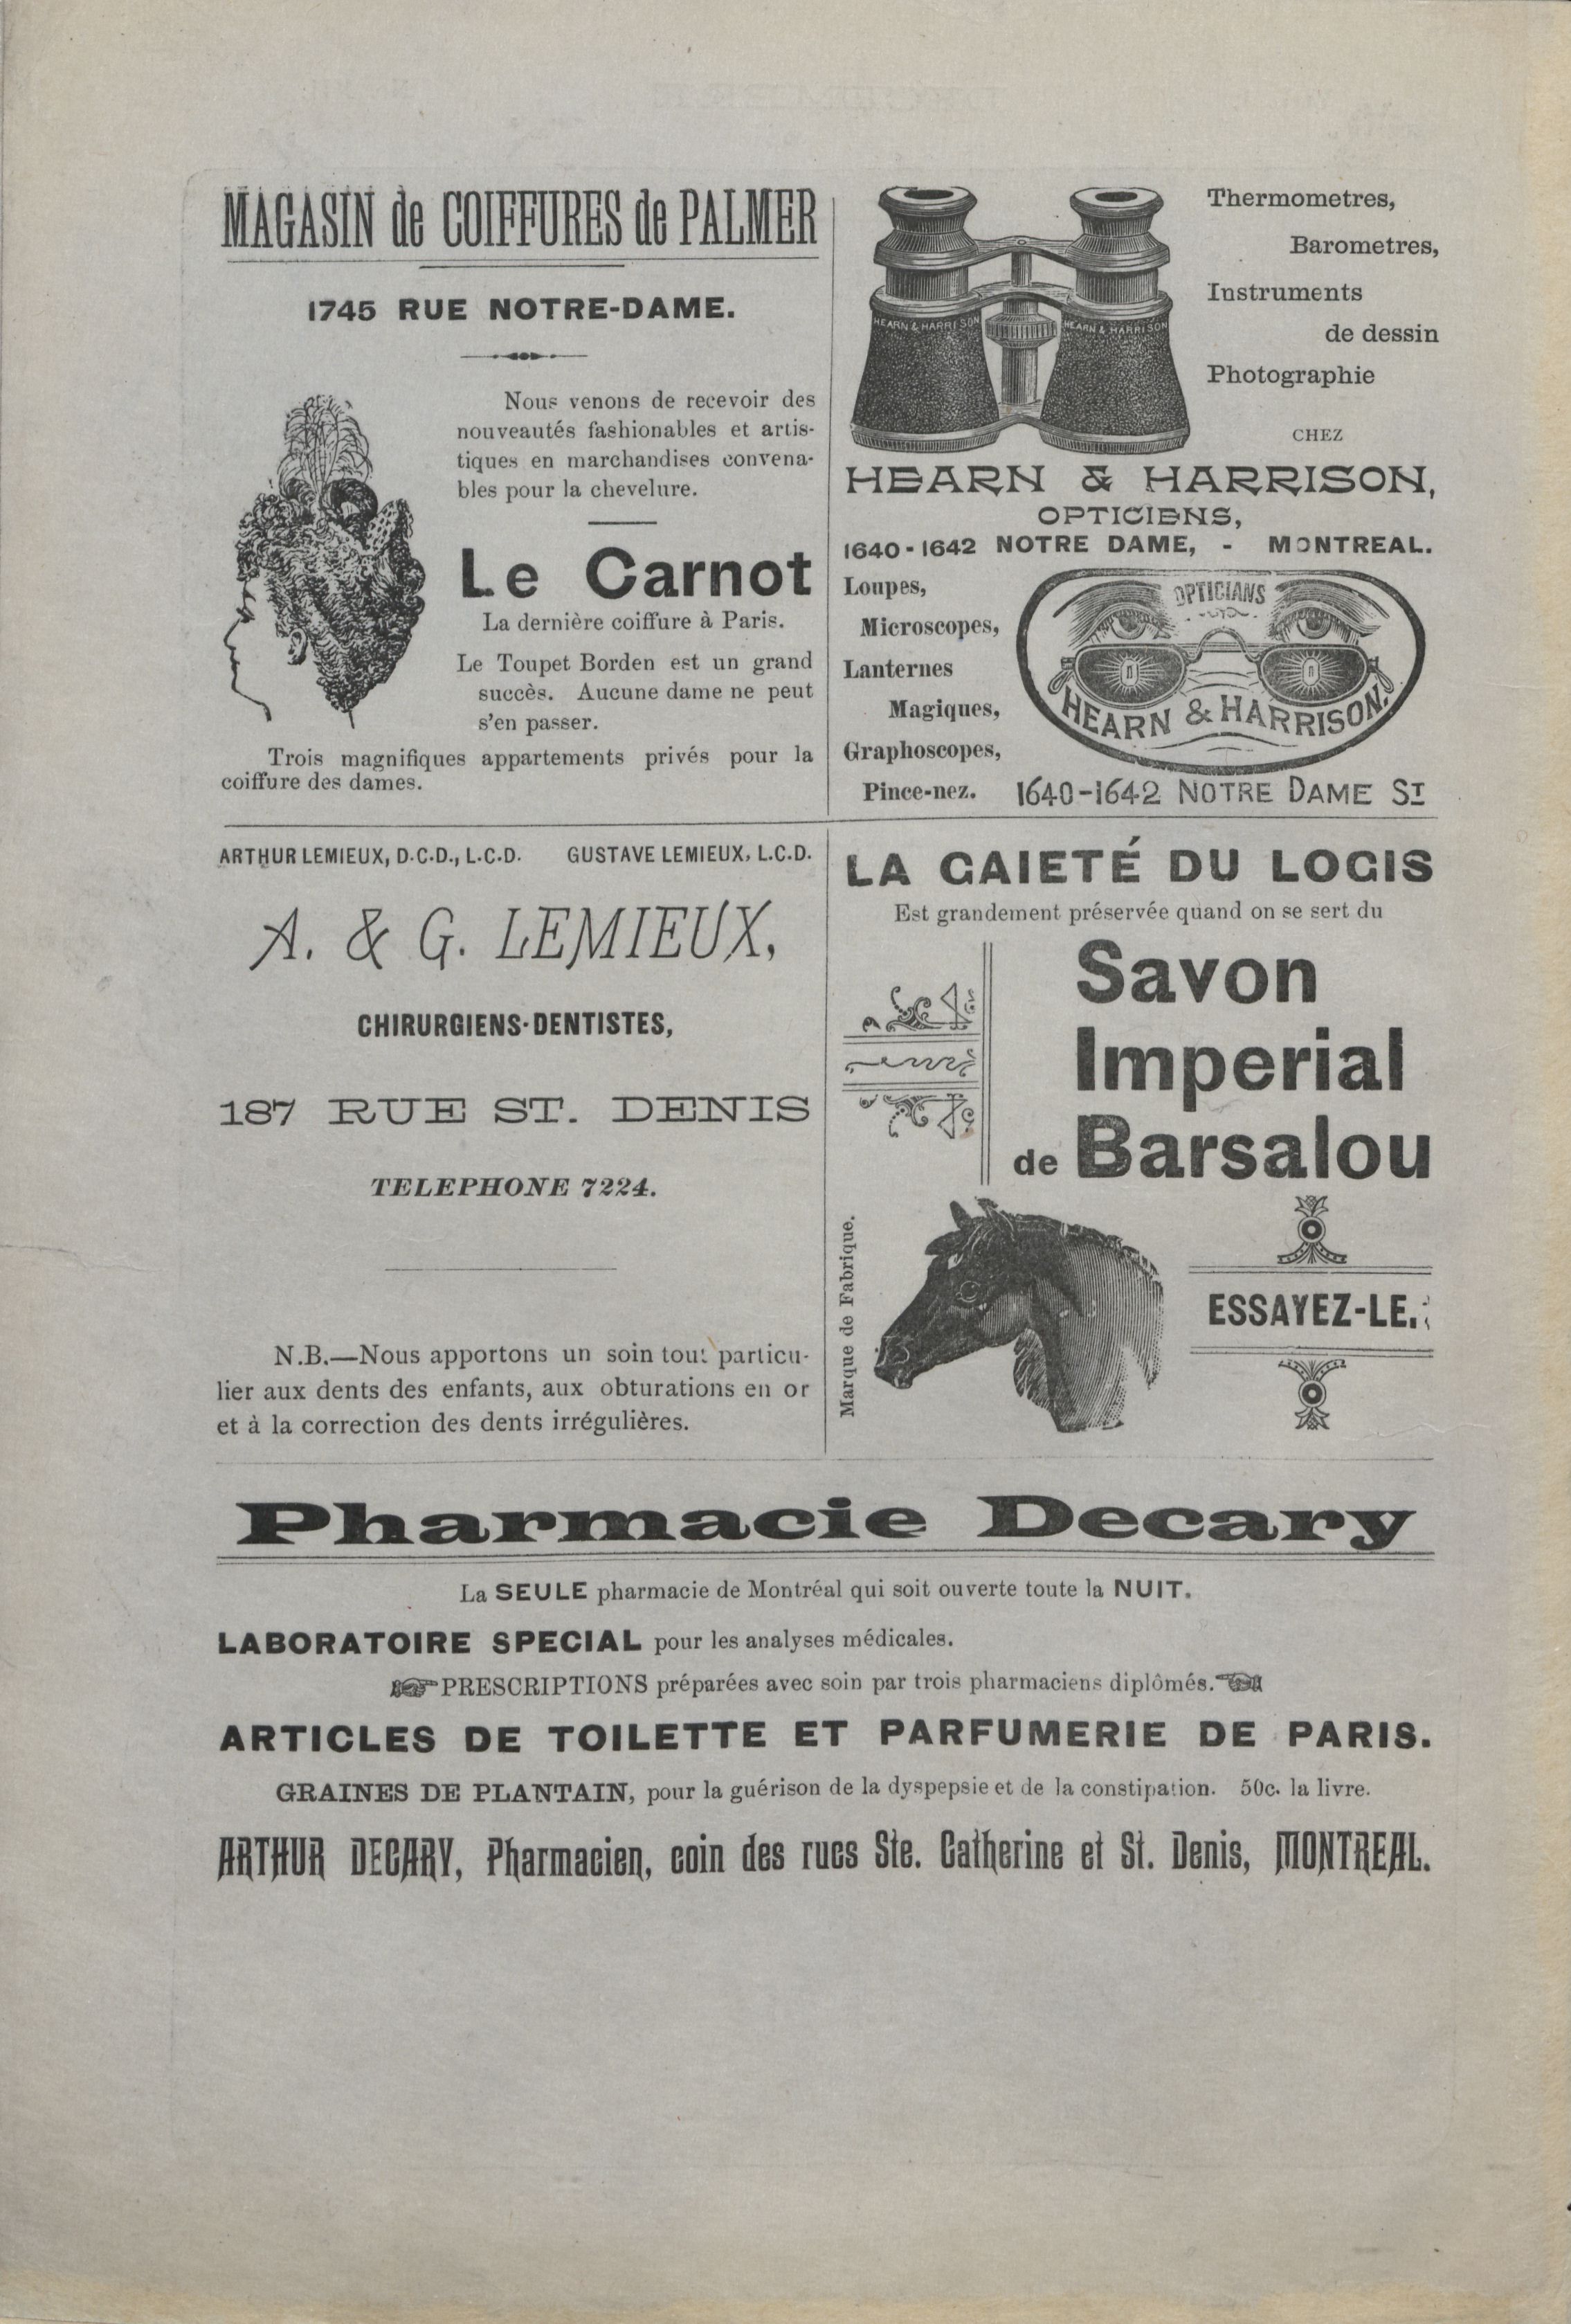 MAGASIN de COIFFURES de PALMER
1745 RUE NOTRE-DAME.
Nous venons de recevoir des
nouveautés fashionables et artis-
tiques en marchandises convena-
bles pour la chevelure.
Le Carnot
La dernière coiffure à Paris.
Le Toupet Borden est un grand
succès. Aucune dame ne peut
s'en passer.
Trois magnifiques appartements privés pour la
coiffure des dames.
Thermometres,
Barometres,
Instruments
de dessin
Photographie
CHEZ
HEARN & HARRISON
HEARN & HARRISON
HEARN & HARRISON,
OPTICIENS,
1640-1642 NOTRE DAME, - MONTREAL.
Loupes,
Microscopes,
Lanternes
Magiques,
Graphoscopes,
Pince-nez.
OPTICIANS
HEARN & HARRISON.
1640-1642 NOTRE DAME ST
ARTHUR LEMIEUX, D.C.D., L.C.D. GUSTAVE LEMIEUX, L.C.D.
A. & G. LEMIEUX,
CHIRURGIENS-DENTISTES,
187 RUE ST. DENIS
TELEPHONE 7224.
N.B.—Nous apportons un soin tout particu-
lier aux dents des enfants, aux obturations en or
et à la correction des dents irrégulières.
LA GAIETÉ DU LOGIS
Est grandement préservée quand on se sert du
Savon
Imperial
de Barsalou
Marque de Fabrique.
ESSAYEZ-LE.
Pharmacie Decary
La SEULE pharmacie de Montréal qui soit ouverte toute la NUIT.
LABORATOIRE SPECIAL pour les analyses médicales.
☞PRESCRIPTIONS préparées avec soin par trois pharmaciens diplômés.☜
ARTICLES DE TOILETTE ET PARFUMERIE DE PARIS.
GRAINES DE PLANTAIN, pour la guérison de la dyspepsie et de la constipation. 50c. la livre.
ARTHUR DECARY, Pharmacien, coin des rues Ste. Catherine et St. Denis, MONTREAL.